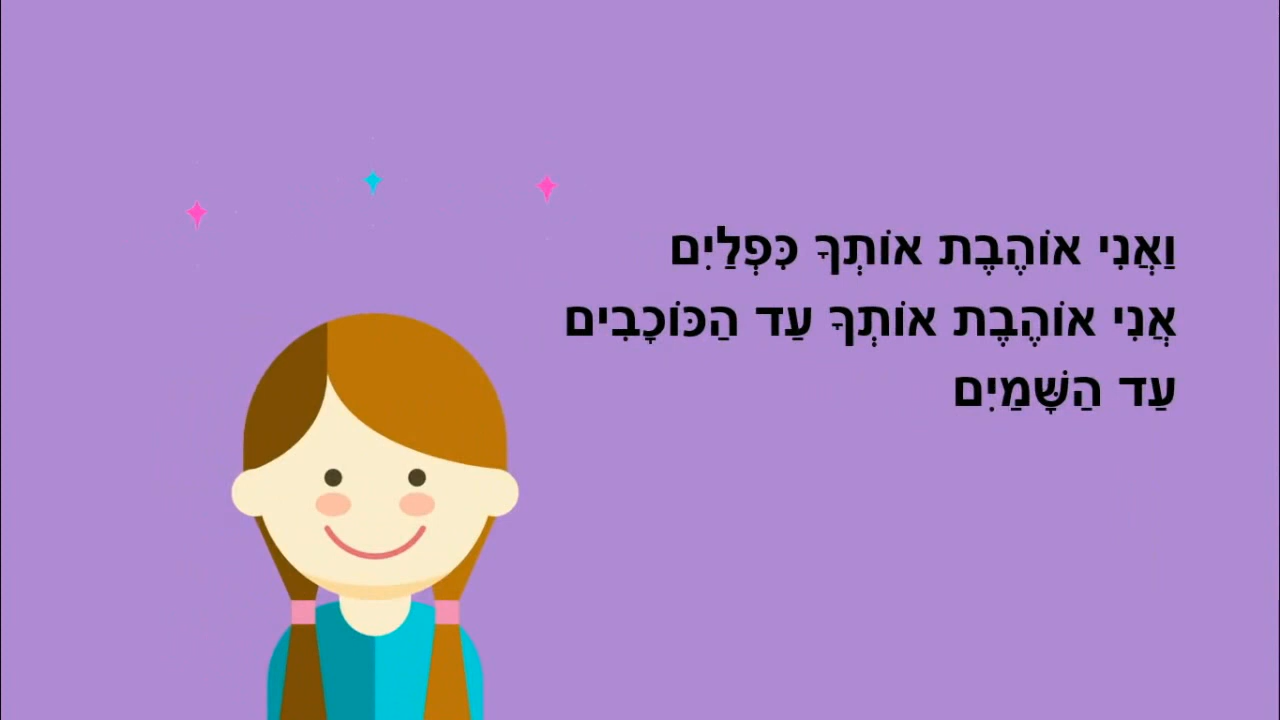 וַאֲנִי אוֹהֶבֶת אוֹתְךָ כִּפְלַיִם
אֲנִי אוֹהֶבֶת אוֹתְךָ עַד הַכּוֹכָבִים
עַד הַשָּׁמַיִם